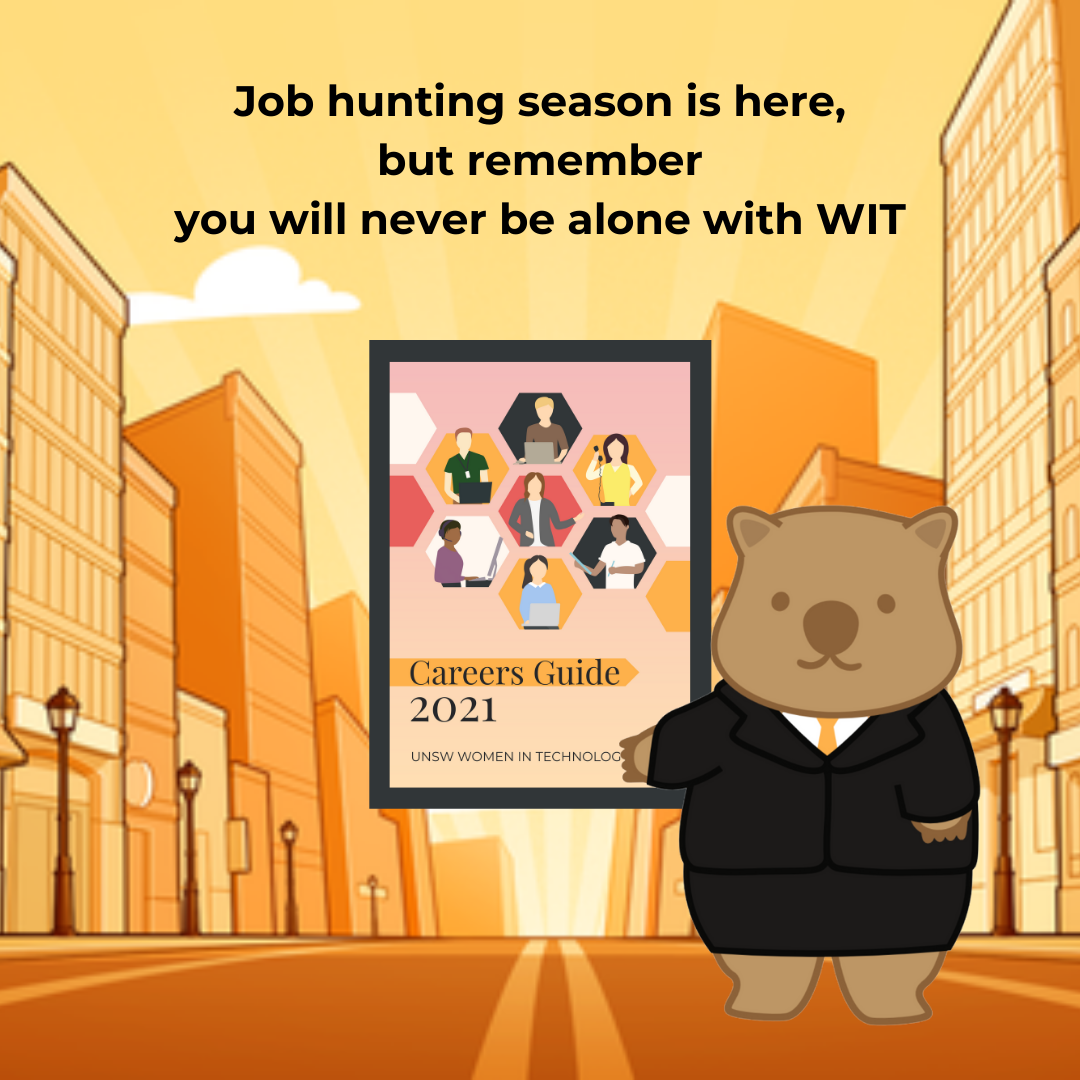 Job hunting season is here,
but remember
you will never be alone with WIT
Careers Guide
2021
UNSW WOMEN IN TECHNOLOG